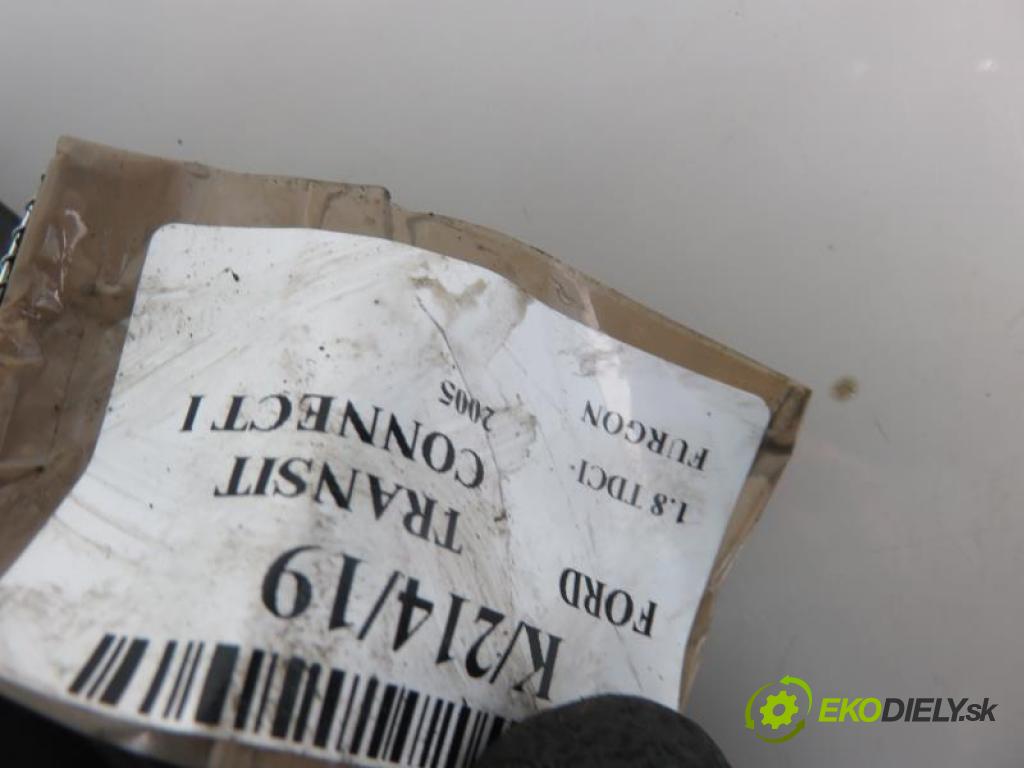 K/214/19
FORD TRANSIT
CONNECT I
1.8 TDCI· 2005
FURGON
EKODIELY.sk